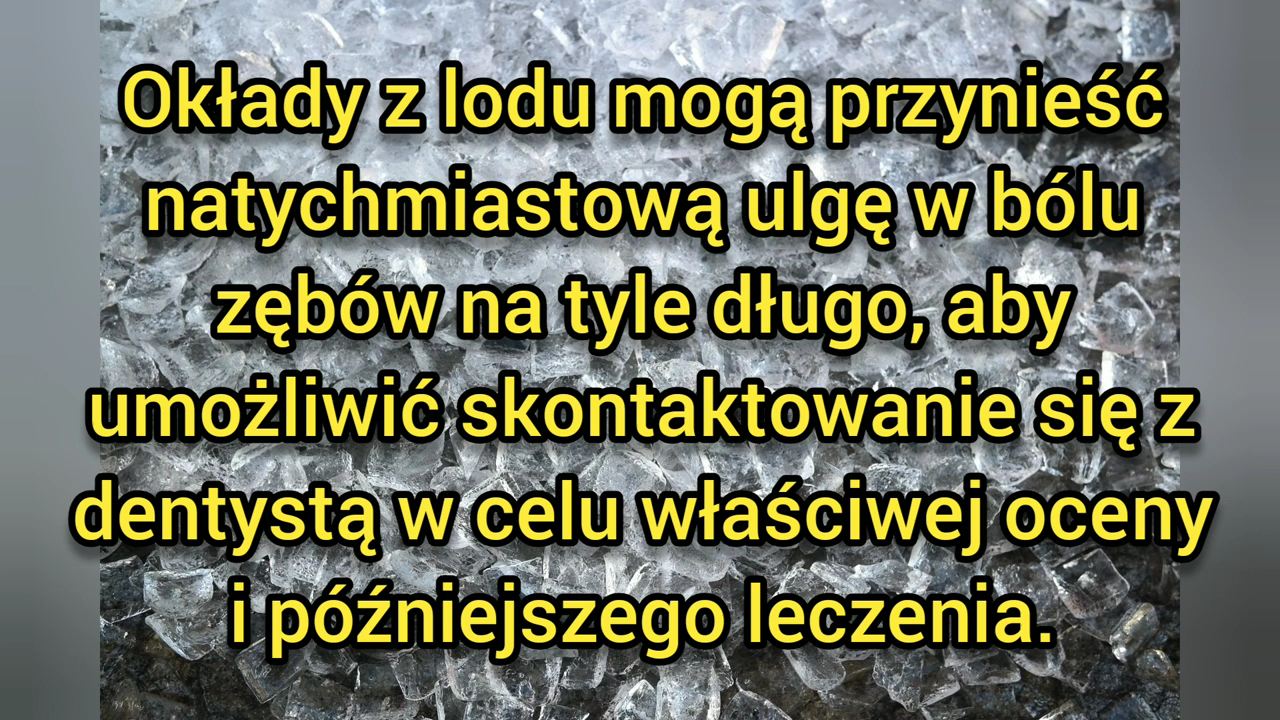 Okłady z lodu mogą przynieść
natychmiastową ulgę w bólu
zębów na tyle długo, aby
umożliwić skontaktowanie się z
dentystą w celu właściwej oceny
i późniejszego leczenia.